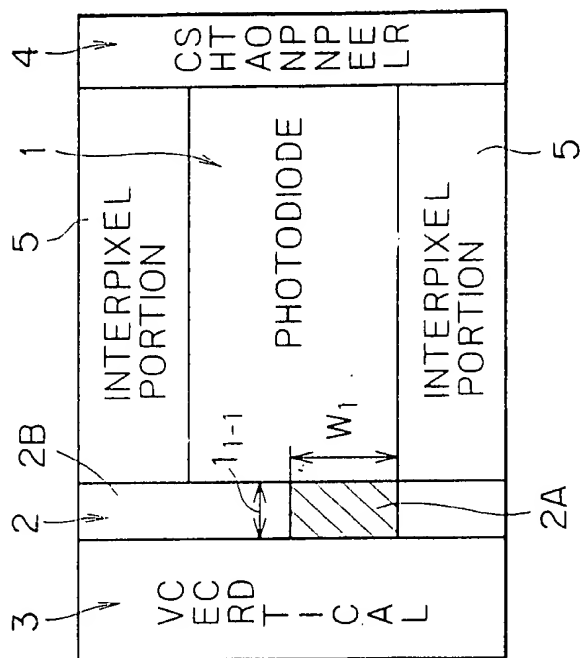 3
2
2B
5
1
4
INTERPIXEL
PORTION
VERTICAL
CCD
l₁₋₁
PHOTODIODE
CHANNEL
STOPPER
W₁
INTERPIXEL
PORTION
2A
5